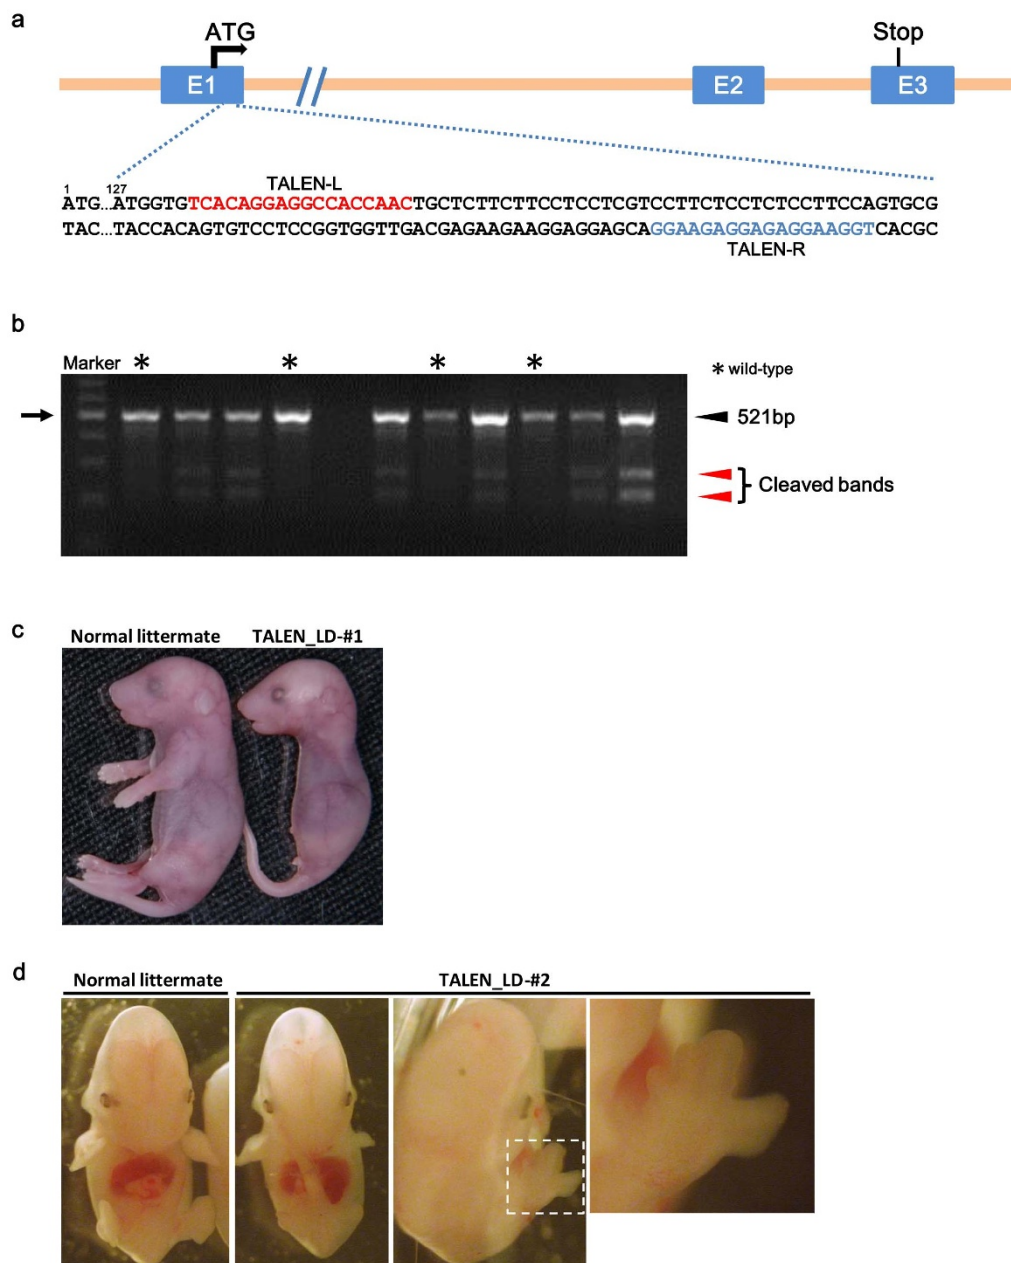 a
ATG
Stop
E1
E2
E3
1
127
TALEN-L
ATG...ATGGTGTCACAGGAGGCCACCAACTGCTCTTCTTCCTCCTCGTCCTTCTCCTCTCCTTCCAGTGCG
TAC...TACCACAGTGTCCTCCGGTGGTTGACGAGAAGAAGGAGGAGCAGGAAGAGGAGAGGAAGGTCACGC
TALEN-R
b
Marker
*
*
*
*
* wild-type
521bp
Cleaved bands
c
Normal littermate
TALEN_LD-#1
d
Normal littermate
TALEN_LD-#2